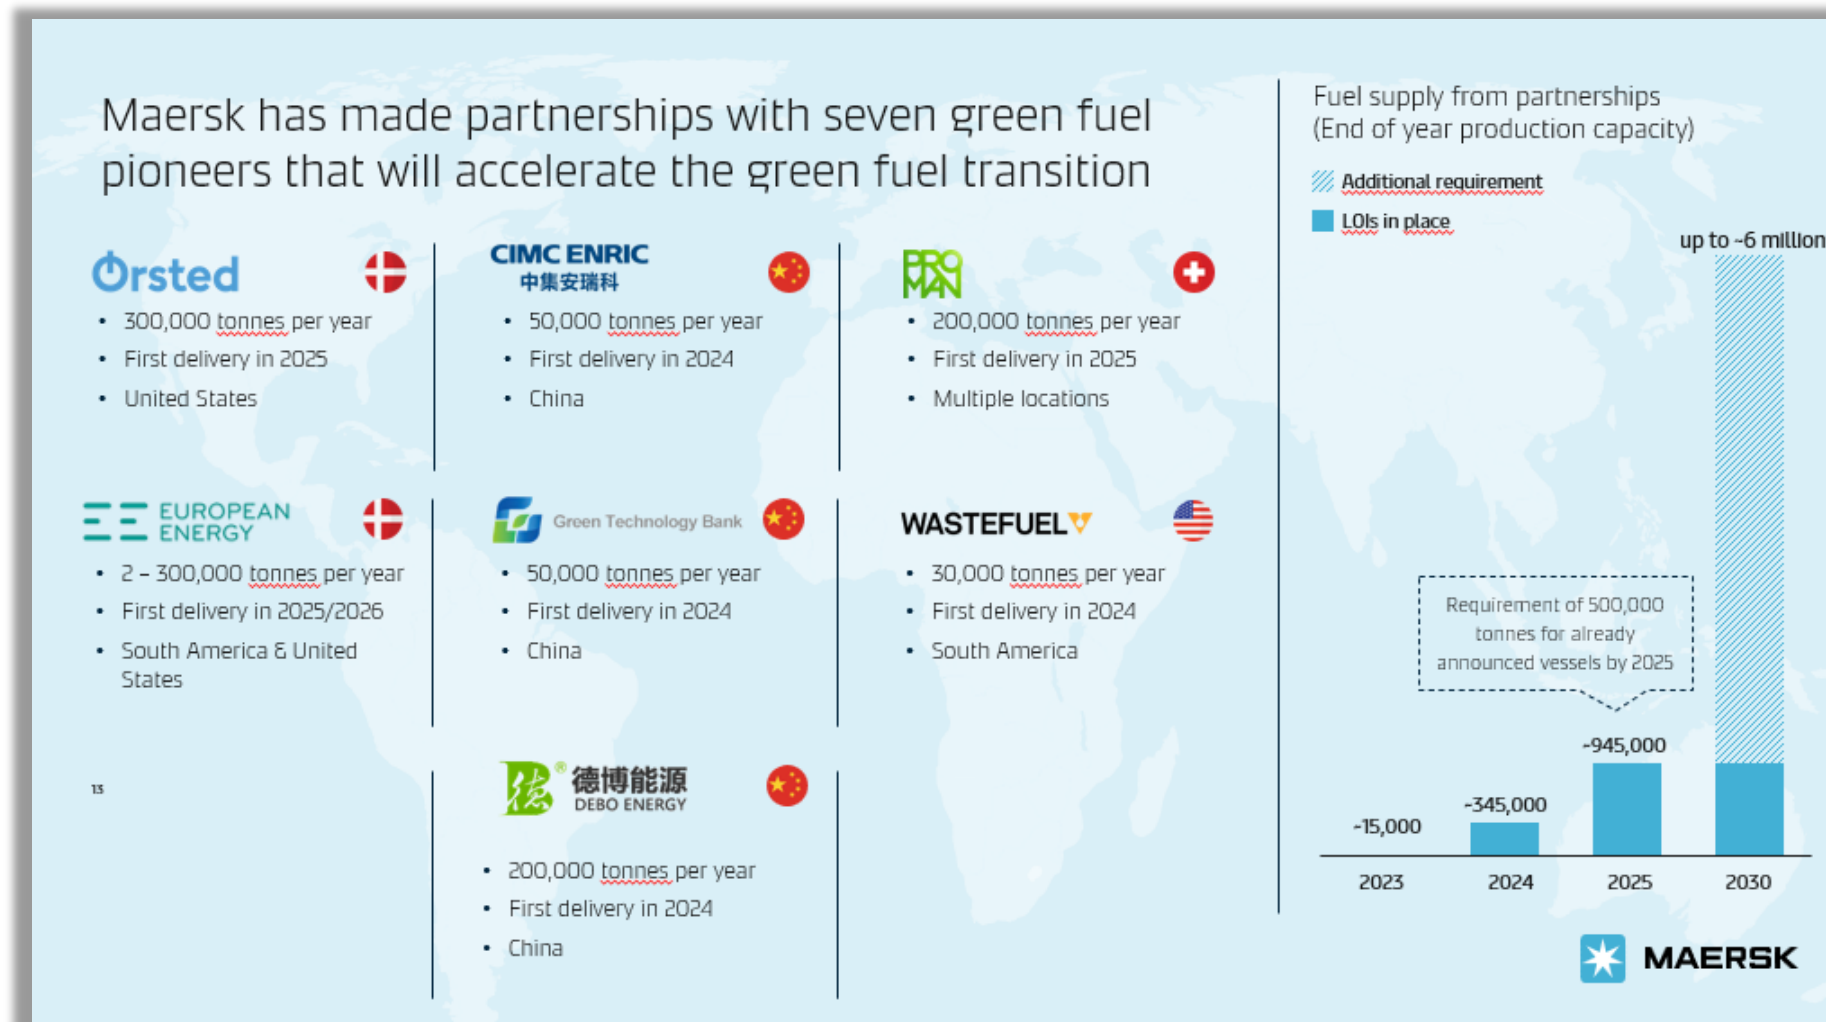 Maersk has made partnerships with seven green fuel
pioneers that will accelerate the green fuel transition
Orsted
• 300,000 tonnes per year
• First delivery in 2025
• United States
CIMC ENRIC
中集安瑞科
• 50,000 tonnes per year
• First delivery in 2024
• China
PRO
MAN
• 200,000 tonnes per year
• First delivery in 2025
• Multiple locations
EUROPEAN
ENERGY
• 2 – 300,000 tonnes per year
• First delivery in 2025/2026
• South America & United
States
Green Technology Bank
• 50,000 tonnes per year
• First delivery in 2024
• China
WASTEFUEL
• 30,000 tonnes per year
• First delivery in 2024
• South America
德® 德博能源
DEBO ENERGY
• 200,000 tonnes per year
• First delivery in 2024
• China
13
Fuel supply from partnerships
(End of year production capacity)
Additional requirement
LOIs in place
up to ~6 million
Requirement of 500,000
tonnes for already
announced vessels by 2025
~945,000
~345,000
~15,000
2023 2024 2025 2030
MAERSK